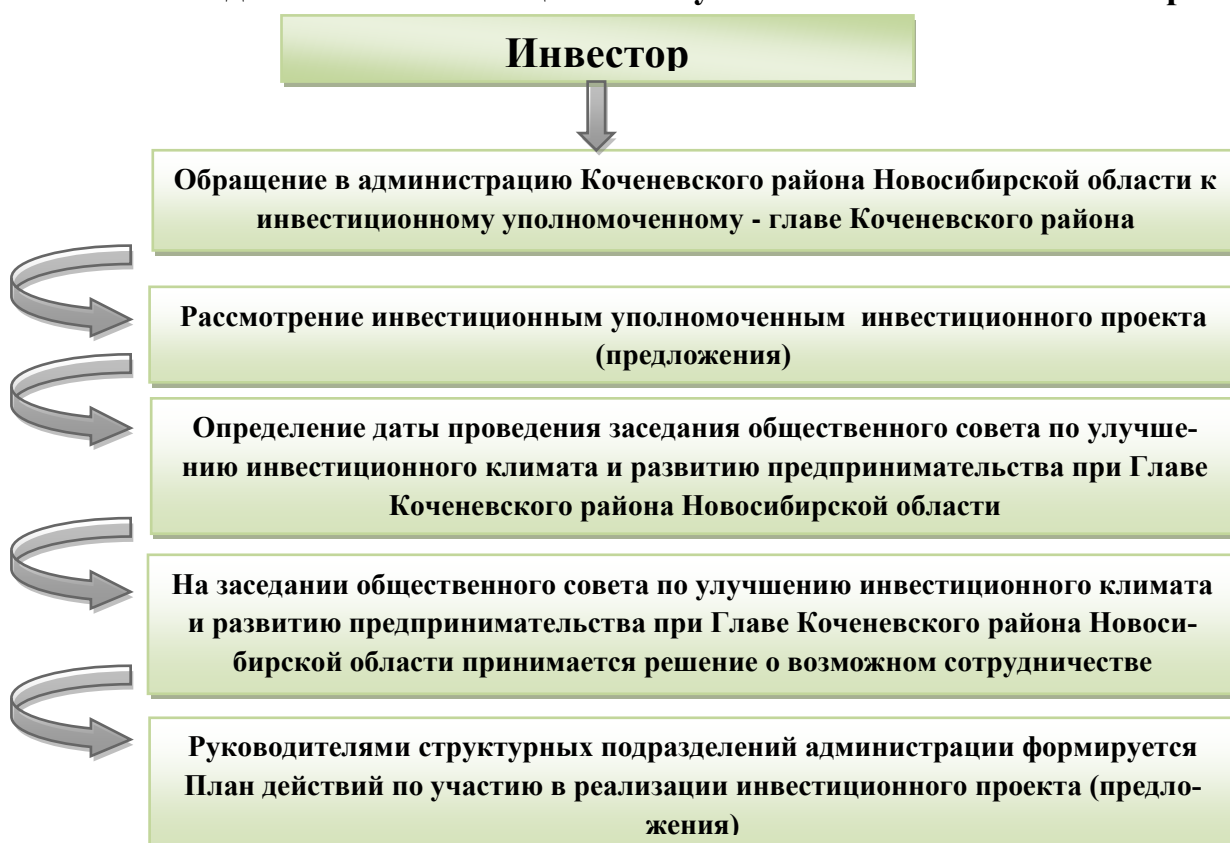 Инвестор
Обращение в администрацию Коченевского района Новосибирской области к
инвестиционному уполномоченному - главе Коченевского района
Рассмотрение инвестиционным уполномоченным инвестиционного проекта
(предложения)
Определение даты проведения заседания общественного совета по улучше-
нию инвестиционного климата и развитию предпринимательства при Главе
Коченевского района Новосибирской области
На заседании общественного совета по улучшению инвестиционного климата
и развитию предпринимательства при Главе Коченевского района Новоси-
бирской области принимается решение о возможном сотрудничестве
Руководителями структурных подразделений администрации формируется
План действий по участию в реализации инвестиционного проекта (предло-
жения)